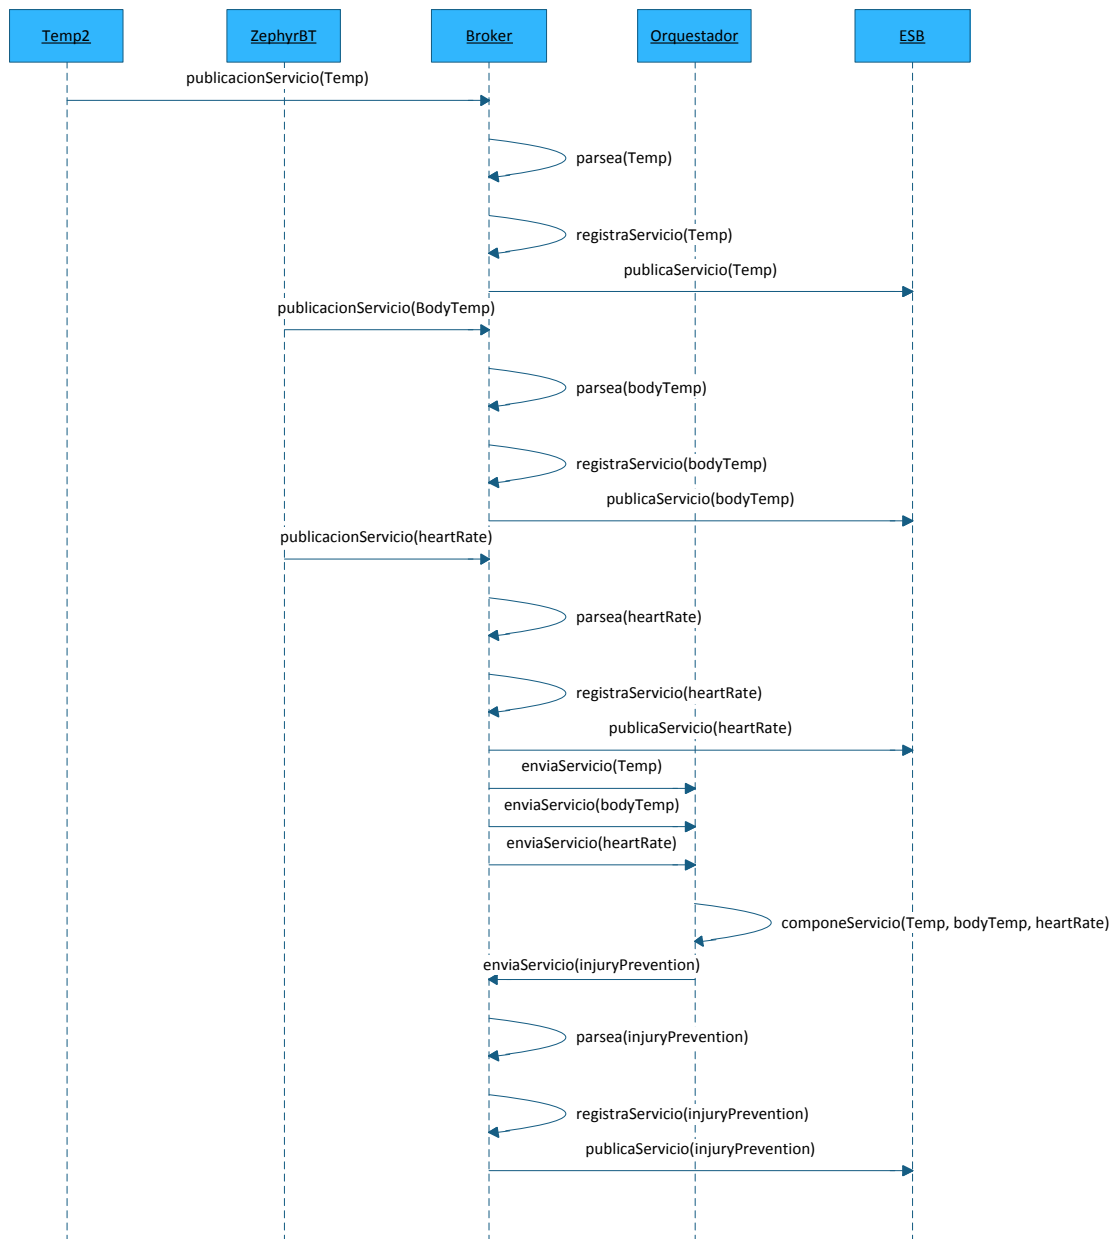 Temp2
ZephyrBT
Broker
Orquestador
ESB
publicacionServicio(Temp)
parsea(Temp)
registraServicio(Temp)
publicaServicio(Temp)
publicacionServicio(BodyTemp)
parsea(bodyTemp)
registraServicio(bodyTemp)
publicaServicio(bodyTemp)
publicacionServicio(heartRate)
parsea(heartRate)
registraServicio(heartRate)
publicaServicio(heartRate)
enviaServicio(Temp)
enviaServicio(bodyTemp)
enviaServicio(heartRate)
componeServicio(Temp, bodyTemp, heartRate)
enviaServicio(injuryPrevention)
parsea(injuryPrevention)
registraServicio(injuryPrevention)
publicaServicio(injuryPrevention)